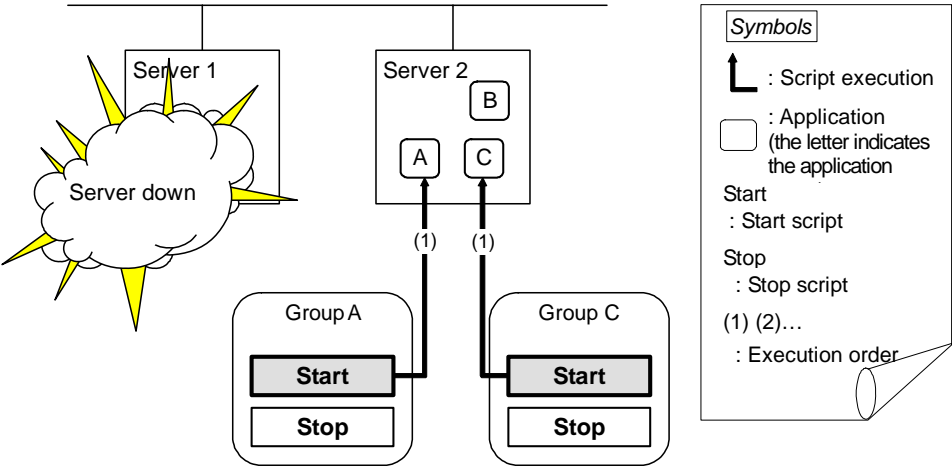 Server 1
Server 2
B
A
C
Server down
(1)
(1)
Group A
Start
Stop
Group C
Start
Stop
Symbols
: Script execution
: Application
(the letter indicates
the application
Start
: Start script
Stop
: Stop script
(1) (2)…
: Execution order